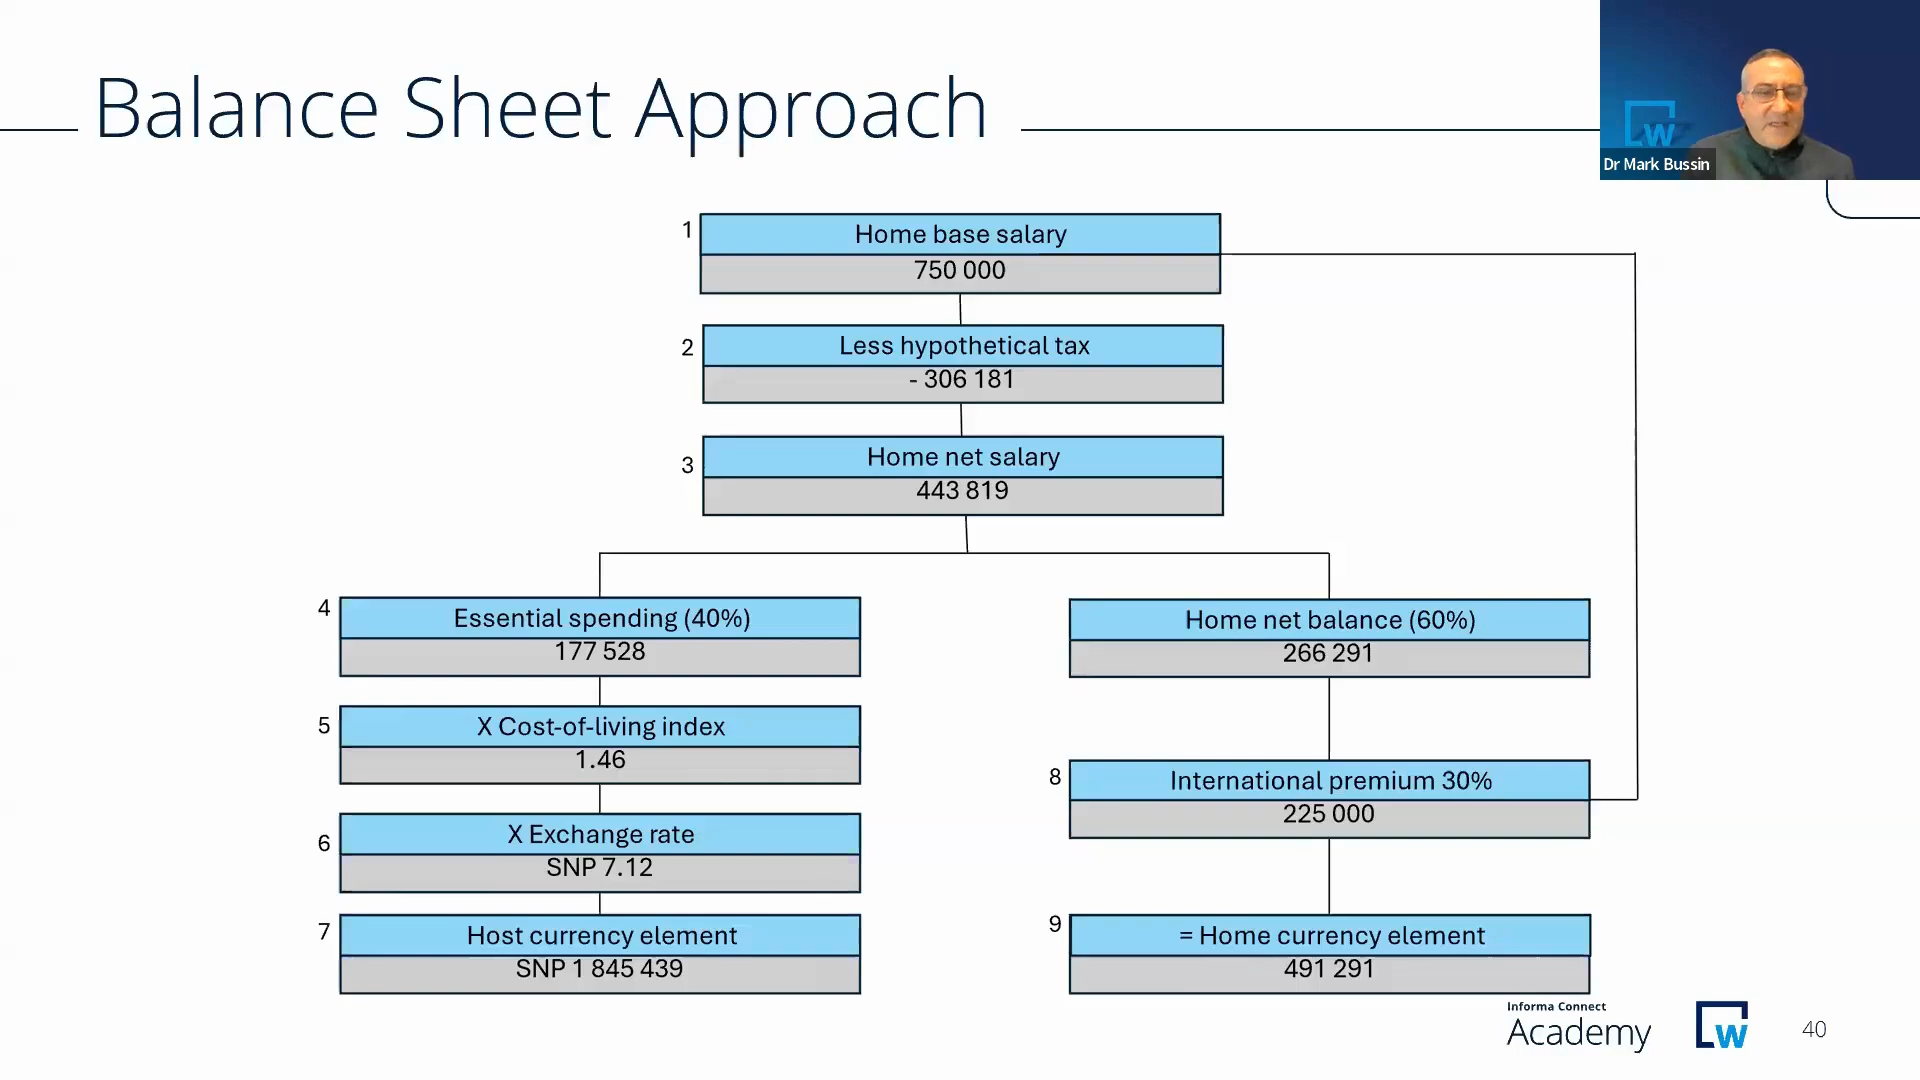 Balance Sheet Approach
Dr Mark Bussin
1
Home base salary
750 000
2
Less hypothetical tax
- 306 181
3
Home net salary
443 819
4
Essential spending (40%)
177 528
Home net balance (60%)
266 291
5
X Cost-of-living index
1.46
8
International premium 30%
225 000
6
X Exchange rate
SNP 7.12
7
Host currency element
SNP 1 845 439
9
= Home currency element
491 291
Informa Connect
Academy
W
40